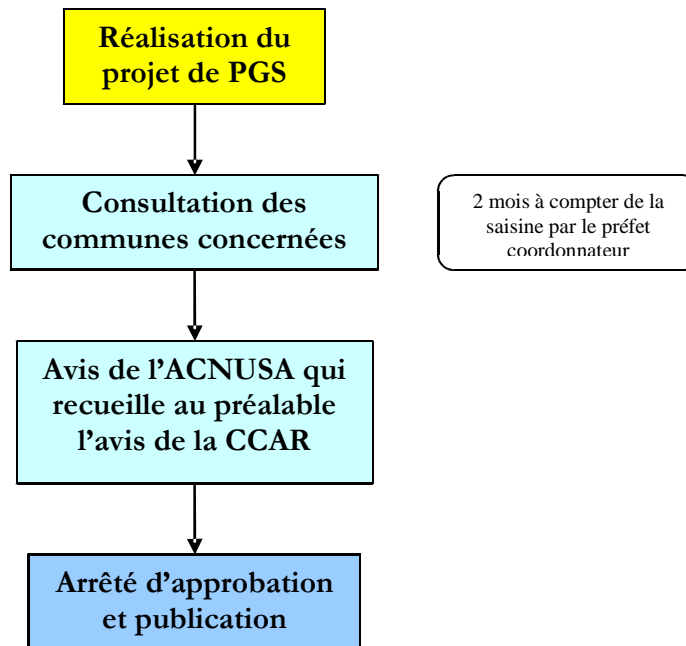 Réalisation du
projet de PGS
Consultation des
communes concernées
2 mois à compter de la
saisine par le préfet
coordonnateur
Avis de l’ACNUSA qui
recueille au préalable
l’avis de la CCAR
Arrêté d’approbation
et publication